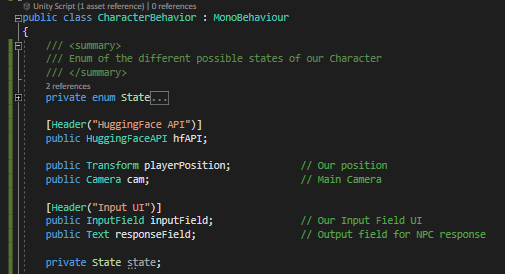 Unity Script (1 asset reference) | 0 references
public class CharacterBehavior : MonoBehaviour
{
/// <summary>
/// Enum of the different possible states of our Character
/// </summary>
2 references
private enum State...
[Header("HuggingFace API")]
public HuggingFaceAPI hfAPI;
public Transform playerPosition; // Our position
public Camera cam; // Main Camera
[Header("Input UI")]
public InputField inputField; // Our Input Field UI
public Text responseField; // Output field for NPC response
private State state;